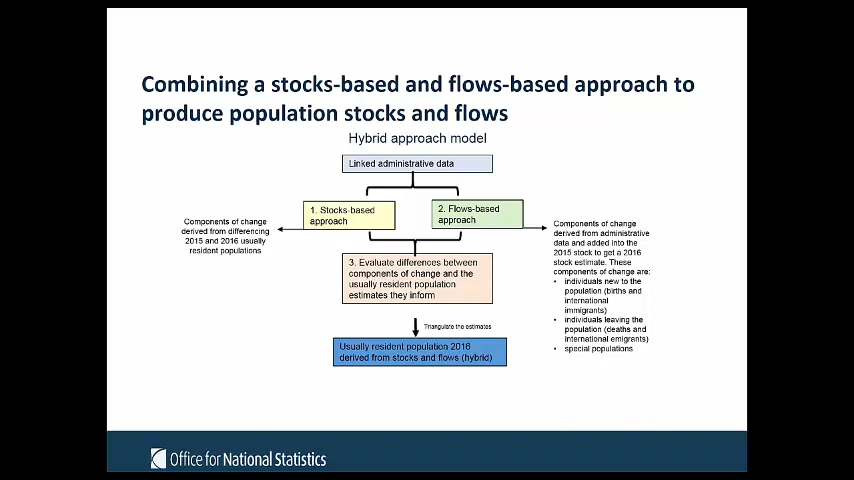 Combining a stocks-based and flows-based approach to
produce population stocks and flows
Hybrid approach model
Linked administrative data
1. Stocks-based
approach
2. Flows-based
approach
Components of change
derived from differencing
2015 and 2016 usually
resident populations
Components of change
derived from administrative
data and added into the
2015 stock to get a 2016
stock estimate. These
components of change are:
• individuals new to the
population (births and
international
immigrants)
• individuals leaving the
population (deaths and
international emigrants)
• special populations
3. Evaluate differences between
components of change and the
usually resident population
estimates they inform
Triangulate the estimates
Usually resident population 2016
derived from stocks and flows (hybrid)
Office for National Statistics